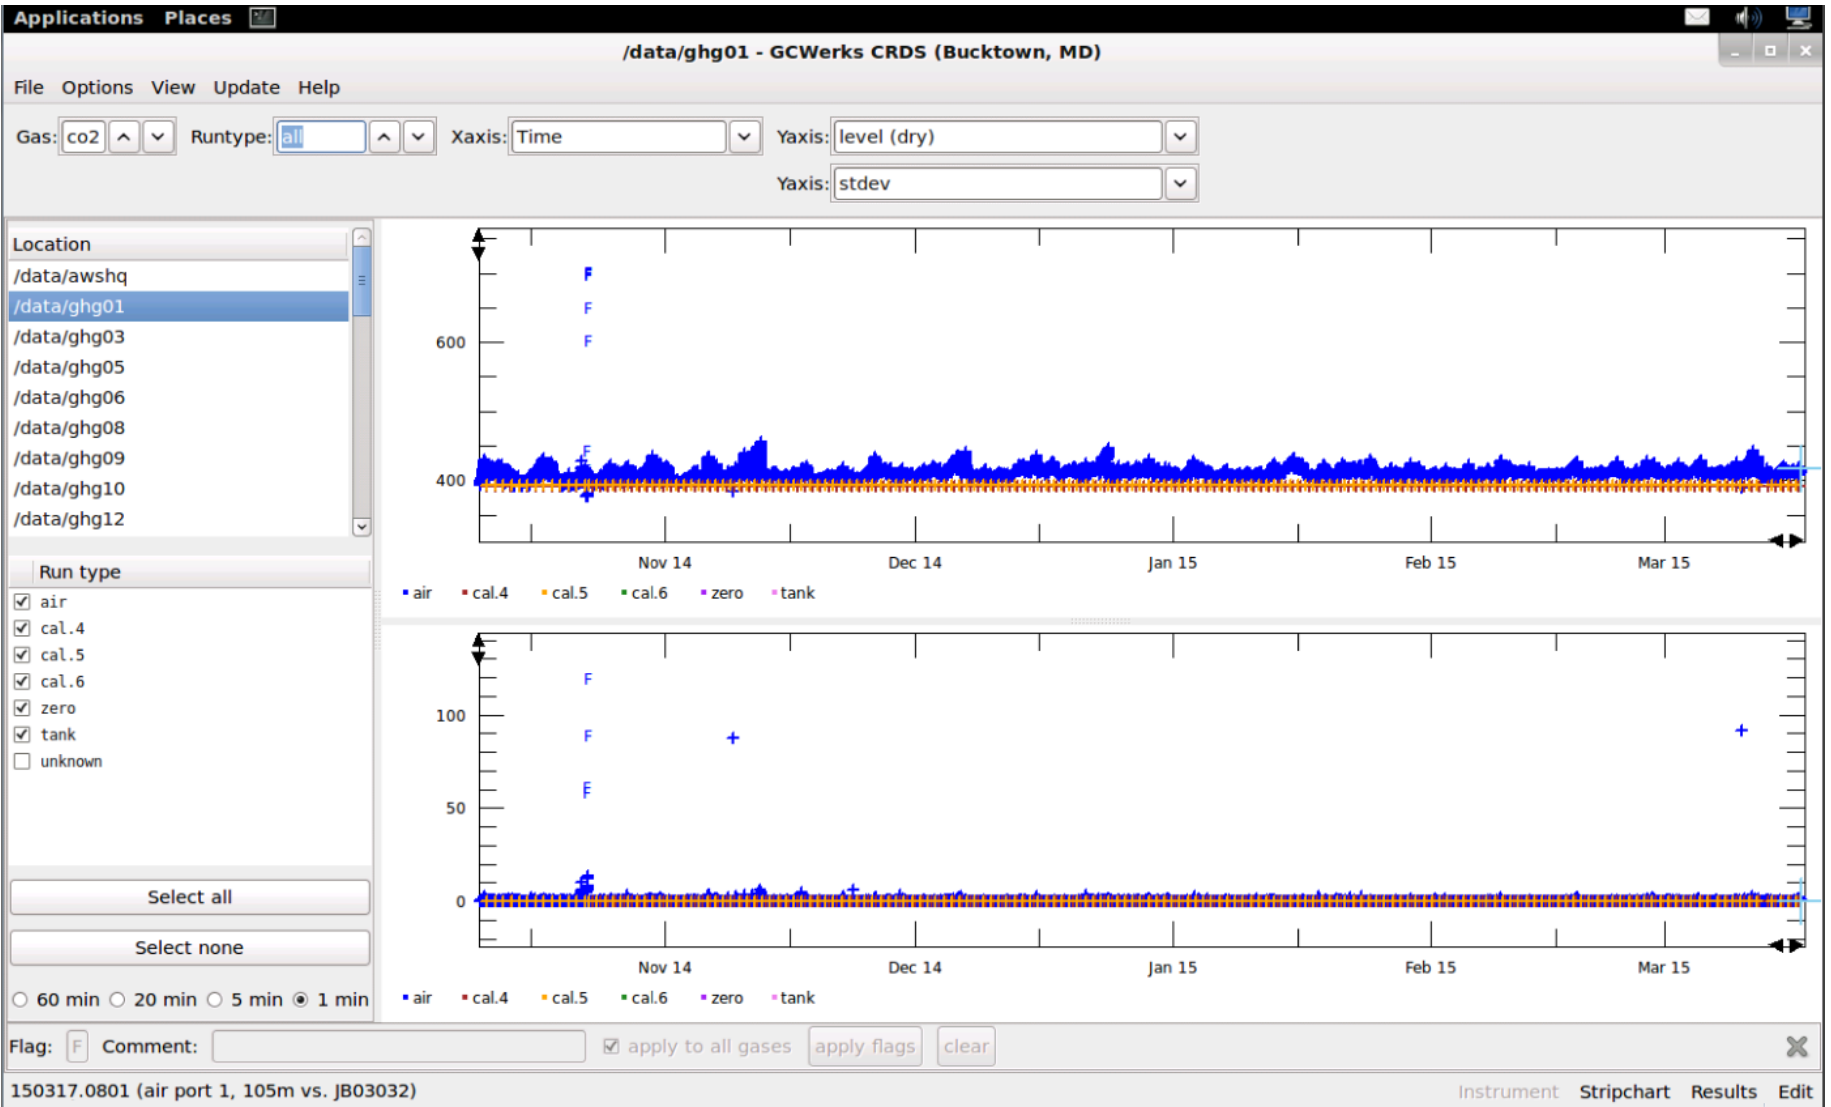 Applications Places
/data/ghg01 - GCWerks CRDS (Bucktown, MD)
File Options View Update Help
Gas: co2 Runtype: all Xaxis: Time Yaxis: level (dry)
Yaxis: stdev
Location
/data/awshq
/data/ghg01
/data/ghg03
/data/ghg05
/data/ghg06
/data/ghg08
/data/ghg09
/data/ghg10
/data/ghg12
Run type
air
cal.4
cal.5
cal.6
zero
tank
unknown
Select all
Select none
60 min 20 min 5 min 1 min
F
F
F
F
600
400
Nov 14 Dec 14 Jan 15 Feb 15 Mar 15
air cal.4 cal.5 cal.6 zero tank
F
F
F
100
50
0
Nov 14 Dec 14 Jan 15 Feb 15 Mar 15
air cal.4 cal.5 cal.6 zero tank
Flag: F Comment: apply to all gases apply flags clear
150317.0801 (air port 1, 105m vs. JB03032)
Instrument Stripchart Results Edit